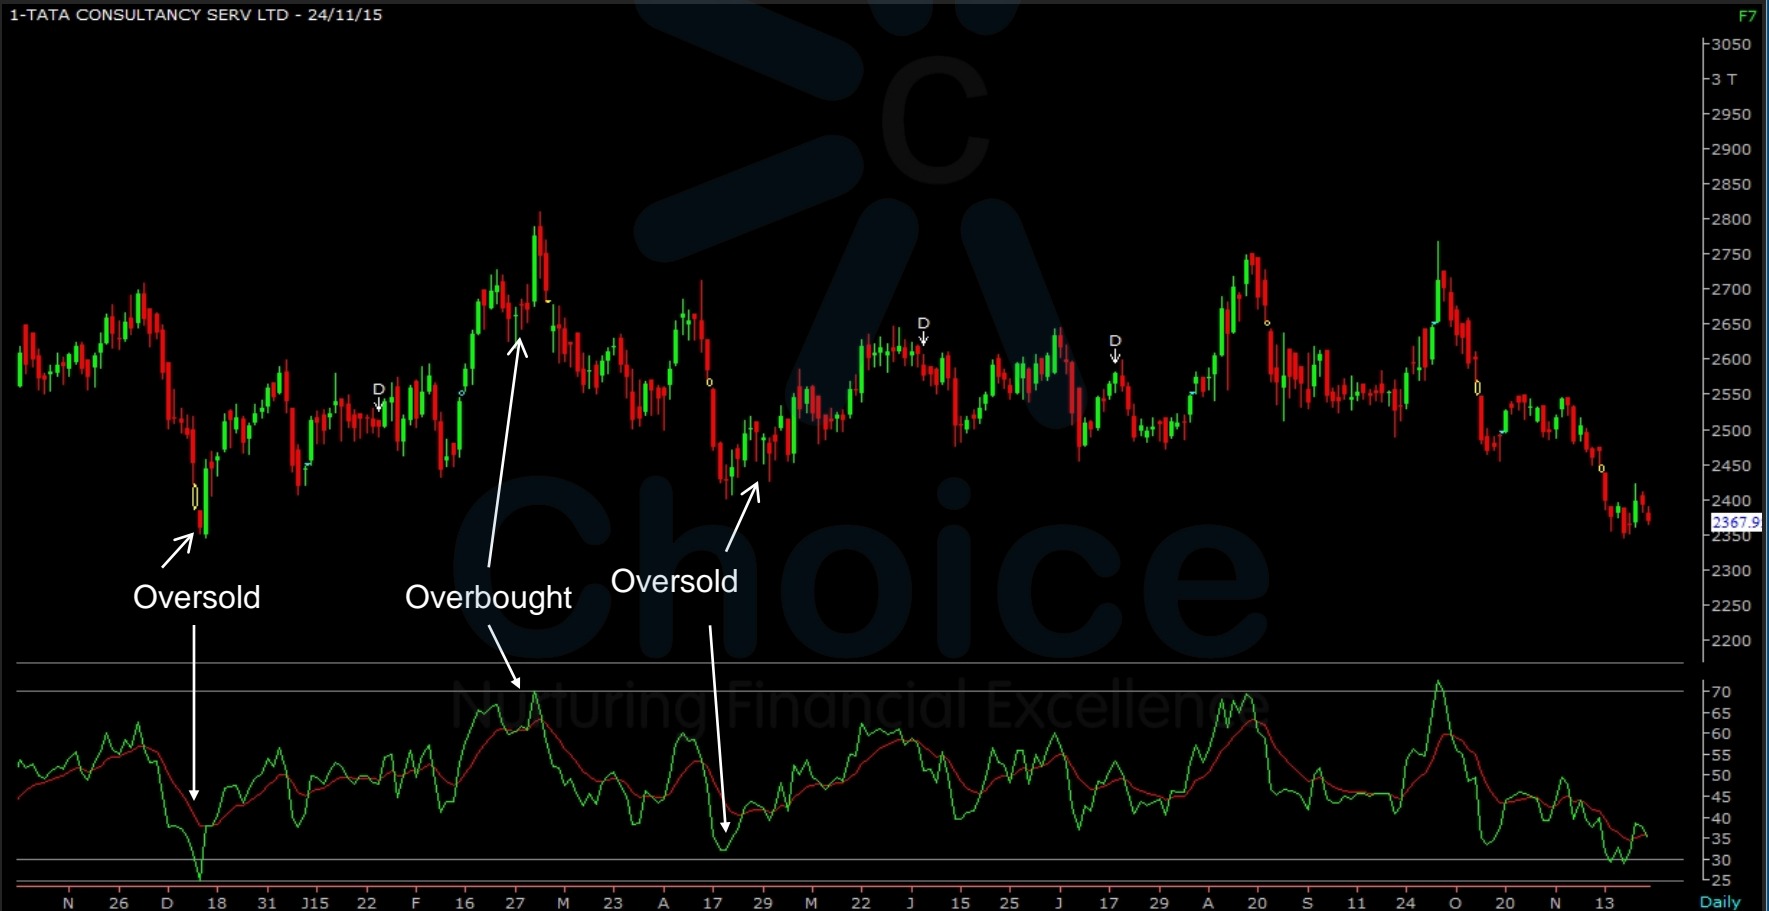 1-TATA CONSULTANCY SERV LTD - 24/11/15
F7
C
3050
3 T
2950
2900
2850
2800
2750
2700
2650
2600
2550
2500
2450
2400
2367.9
2350
2300
2250
2200
D
D
D
Oversold
Overbought
Oversold
Choice
Nurturing Financial Excellence
70
65
60
55
50
45
40
35
30
25
N 26 D 18 31 J15 22 F 16 27 M 23 A 17 29 M 22 J 15 25 J 17 29 A 20 S 11 24 O 20 N 13
Daily